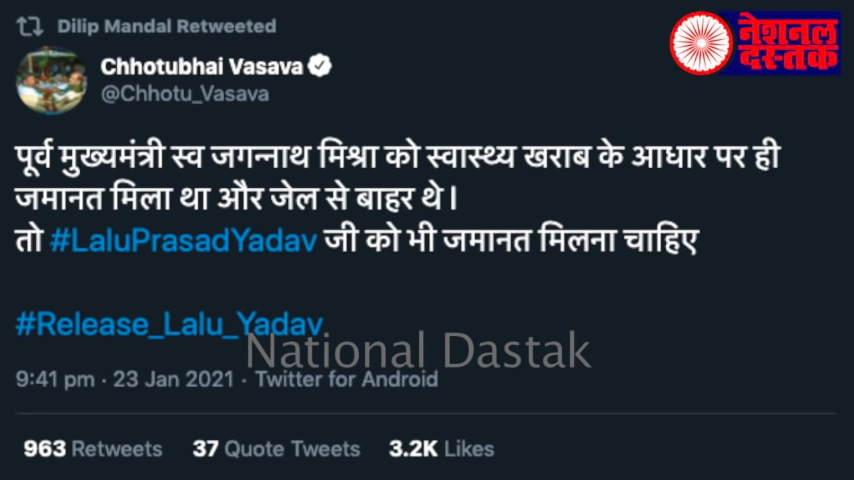 Dilip Mandal Retweeted
नेशनल
दस्तक
Chhotubhai Vasava
@Chhotu_Vasava
पूर्व मुख्यमंत्री स्व जगन्नाथ मिश्रा को स्वास्थ्य खराब के आधार पर ही
जमानत मिला था और जेल से बाहर थे।
तो #LaluPrasadYadav जी को भी जमानत मिलना चाहिए
#Release_Lalu_Yadav
National Dastak
9:41 pm · 23 Jan 2021 · Twitter for Android
963 Retweets 37 Quote Tweets 3.2K Likes